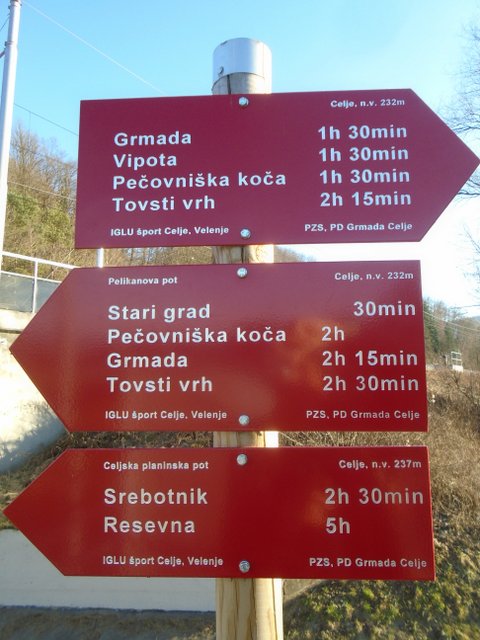 Celje, n.v. 232m
Grmada 1h 30min
Vipota 1h 30min
Pečovniška koča 1h 30min
Tovsti vrh 2h 15min
IGLU šport Celje, Velenje PZS, PD Grmada Celje
Pelikanova pot Celje, n.v. 232m
Stari grad 30min
Pečovniška koča 2h
Grmada 2h 15min
Tovsti vrh 2h 30min
IGLU šport Celje, Velenje PZS, PD Grmada Celje
Celjska planinska pot Celje, n.v. 237m
Srebotnik 2h 30min
Resevna 5h
IGLU šport Celje, Velenje PZS, PD Grmada Celje